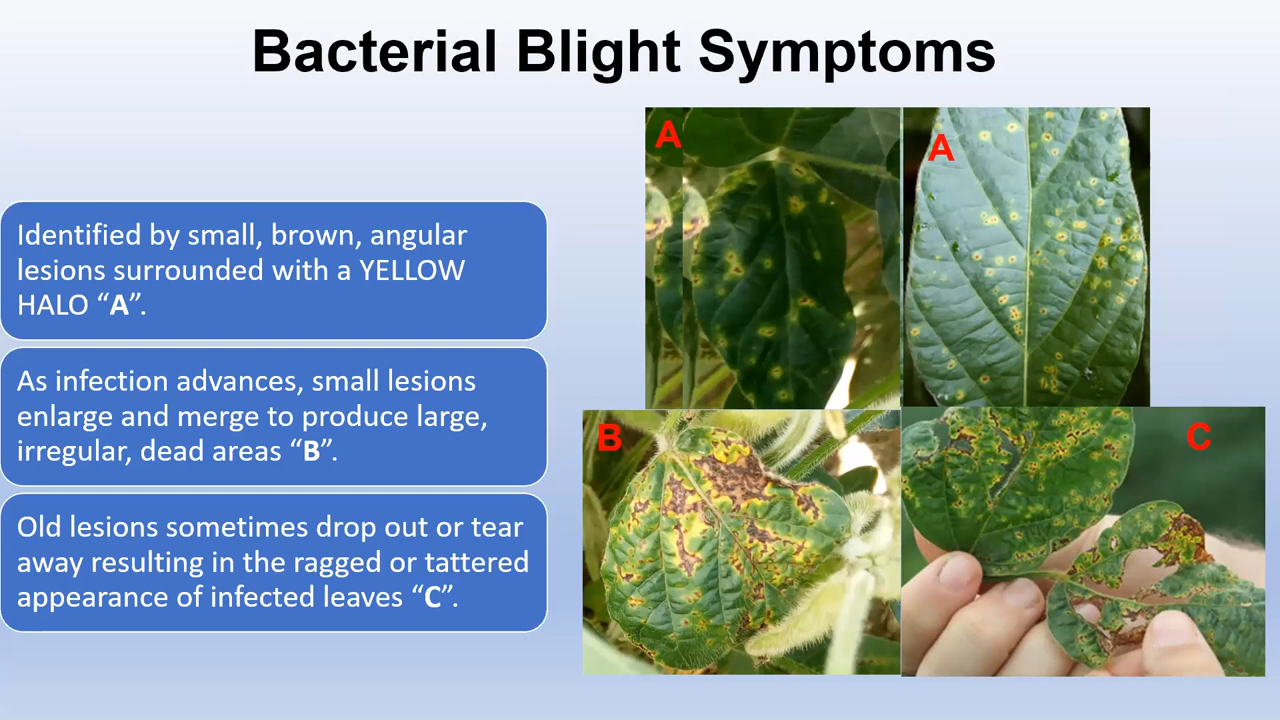 Bacterial Blight Symptoms
Identified by small, brown, angular
lesions surrounded with a YELLOW
HALO “A”.
As infection advances, small lesions
enlarge and merge to produce large,
irregular, dead areas “B”.
Old lesions sometimes drop out or tear
away resulting in the ragged or tattered
appearance of infected leaves “C”.
A
A
B
C